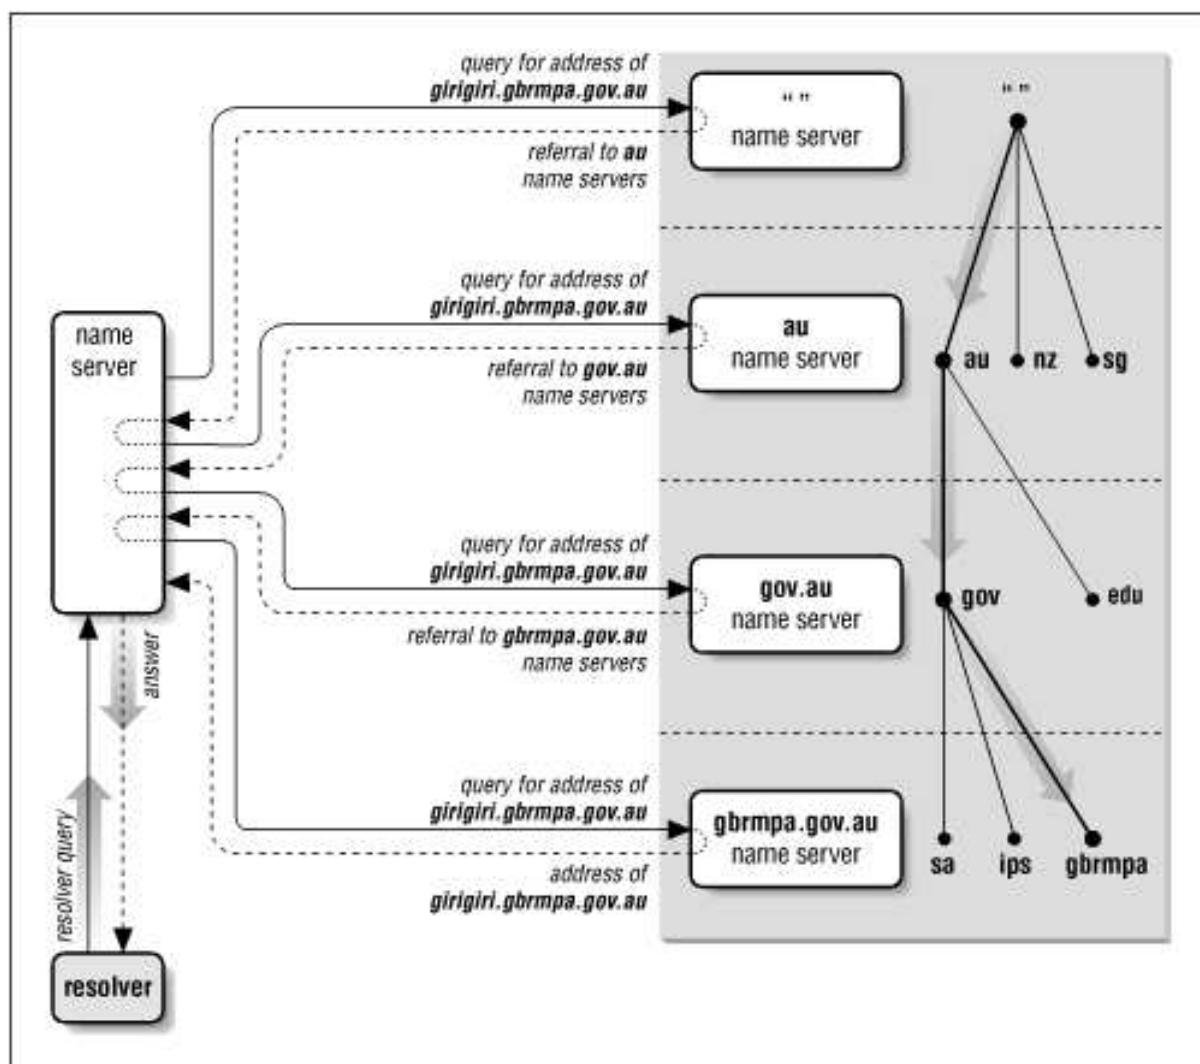 query for address of
girigiri.gbrmpa.gov.au
“ ”
name server
“ ”
referral to au
name servers
query for address of
girigiri.gbrmpa.gov.au
au
name server
au
nz
sg
referral to gov.au
name servers
name
server
query for address of
girigiri.gbrmpa.gov.au
gov.au
name server
gov
edu
referral to gbrmpa.gov.au
name servers
answer
resolver query
query for address of
girigiri.gbrmpa.gov.au
gbrmpa.gov.au
name server
sa
ips
gbrmpa
address of
girigiri.gbrmpa.gov.au
resolver